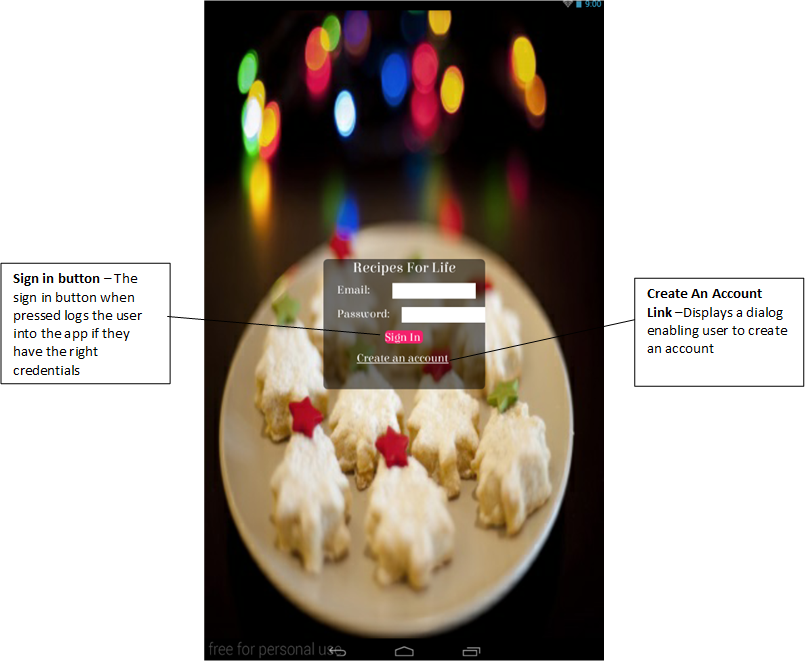 9:00
Sign in button – The
sign in button when
pressed logs the user
into the app if they
have the right
credentials
Recipes For Life
Email:
Password:
Sign In
Create an account
Create An Account
Link –Displays a dialog
enabling user to create
an account
free for personal use